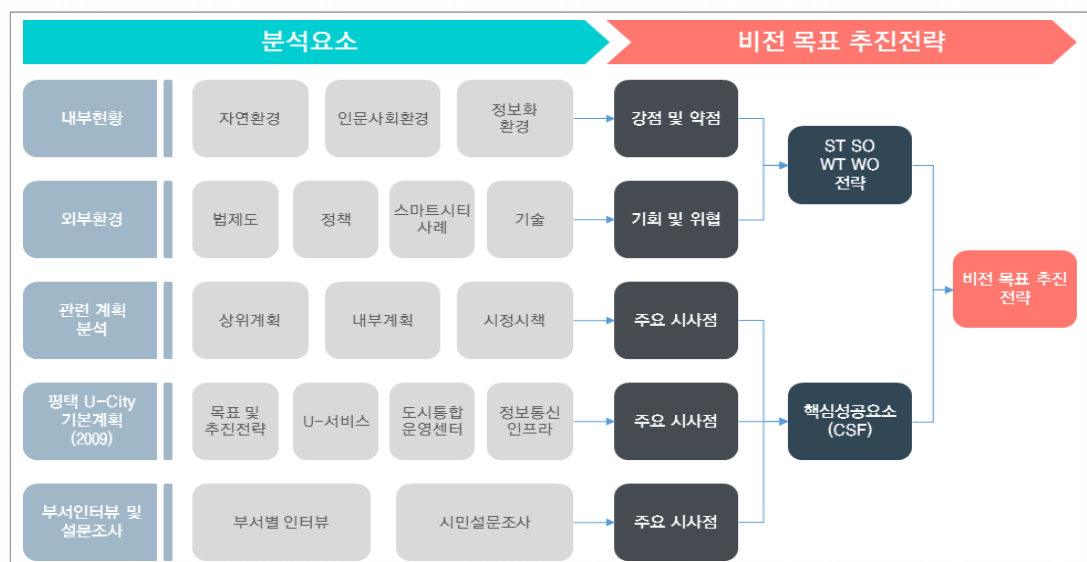 분석요소
비전 목표 추진전략
내부현황
자연환경
인문사회환경
정보화
환경
강점 및 약점
ST SO
WT WO
전략
외부환경
법제도
정책
스마트시티
사례
기술
기회 및 위협
비전 목표 추진
전략
관련 계획
분석
상위계획
내부계획
시정시책
주요 시사점
평택 U-City
기본계획
(2009)
목표 및
추진전략
U-서비스
도시통합
운영센터
정보통신
인프라
주요 시사점
핵심성공요소
(CSF)
부서인터뷰 및
설문조사
부서별 인터뷰
시민설문조사
주요 시사점